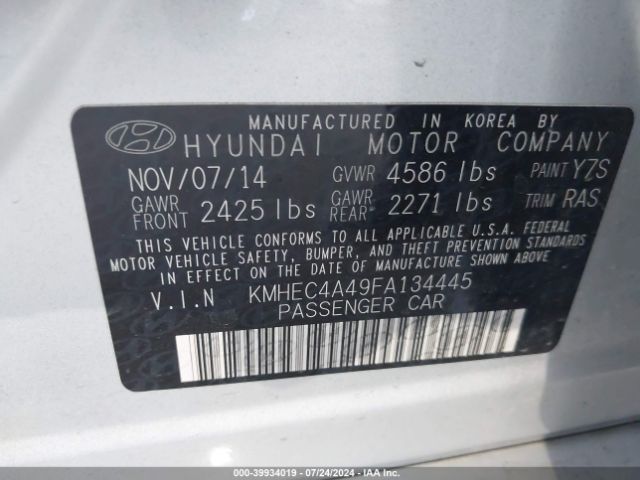 MANUFACTURED IN KOREA BY
HYUNDAI MOTOR COMPANY
NOV/07/14 GVWR 4586 lbs PAINT Y7S
GAWR FRONT 2425 lbs GAWR REAR 2271 lbs TRIM RAS
THIS VEHICLE CONFORMS TO ALL APPLICABLE U.S.A. FEDERAL
MOTOR VEHICLE SAFETY, BUMPER, AND THEFT PREVENTION STANDARDS
IN EFFECT ON THE DATE OF MANUFACTURE SHOWN ABOVE
V.I.N KMHEC4A49FA134445
PASSENGER CAR
000-39934019 - 07/24/2024 - IAAI.com